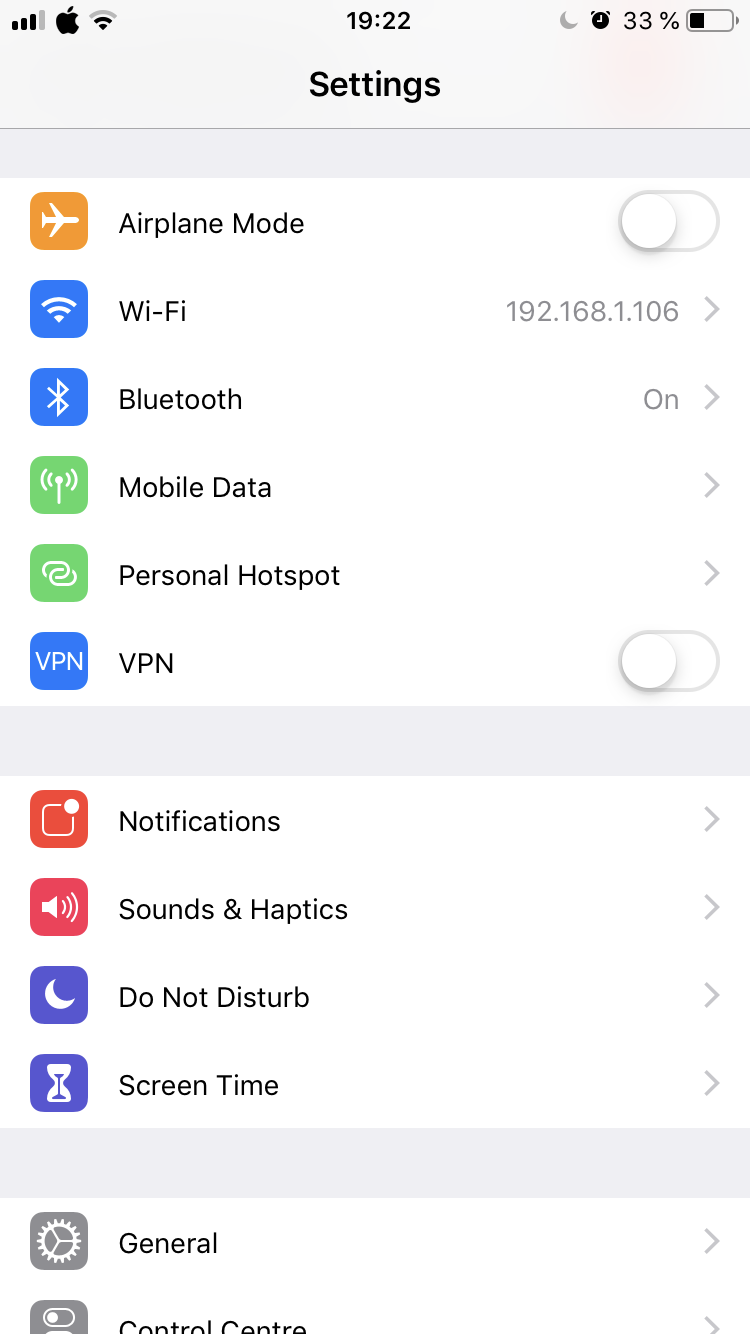 19:22
33 %
Settings
Airplane Mode
Wi-Fi 192.168.1.106
Bluetooth On
Mobile Data
Personal Hotspot
VPN VPN
Notifications
Sounds & Haptics
Do Not Disturb
Screen Time
General
Control Centre